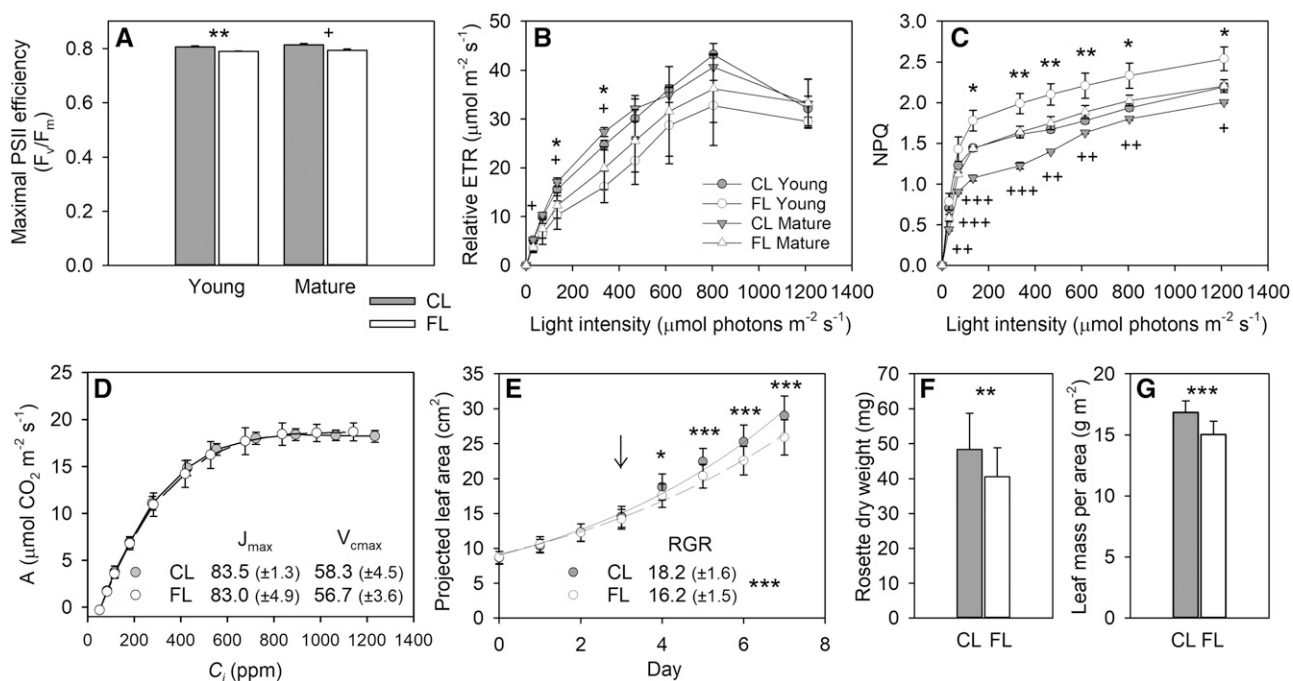 A
Maximal PSII efficiency
(Fv/Fm)
0.8
0.6
0.4
0.2
0.0
**
+
Young Mature
CL
FL
B
Relative ETR
(μmol m-2 s-1)
50
40
30
20
10
0
*
+
*
+
+
CL Young
FL Young
CL Mature
FL Mature
0 200 400 600 800 1000 1200 1400
Light intensity (μmol photons m-2 s-1)
C
NPQ
3.0
2.5
2.0
1.5
1.0
0.5
0.0
* ** ** ** * *
*
+++
+++
++
+++
++
++
++
+
0 200 400 600 800 1000 1200 1400
Light intensity (μmol photons m-2 s-1)
D
A (μmol CO2 m-2 s-1)
25
20
15
10
5
0
Jmax Vcmax
CL 83.5 (±1.3) 58.3 (±4.5)
FL 83.0 (±4.9) 56.7 (±3.6)
0 200 400 600 800 1000 1200 1400
Ci (ppm)
E
Projected leaf area (cm2)
35
30
25
20
15
10
5
0
↓
* *** *** ***
RGR
CL 18.2 (±1.6)
FL 16.2 (±1.5)
***
0 2 4 6 8
Day
F
Rosette dry weight (mg)
70
60
50
40
30
20
10
0
**
CL FL
G
Leaf mass per area (g m-2)
20
15
10
5
0
***
CL FL